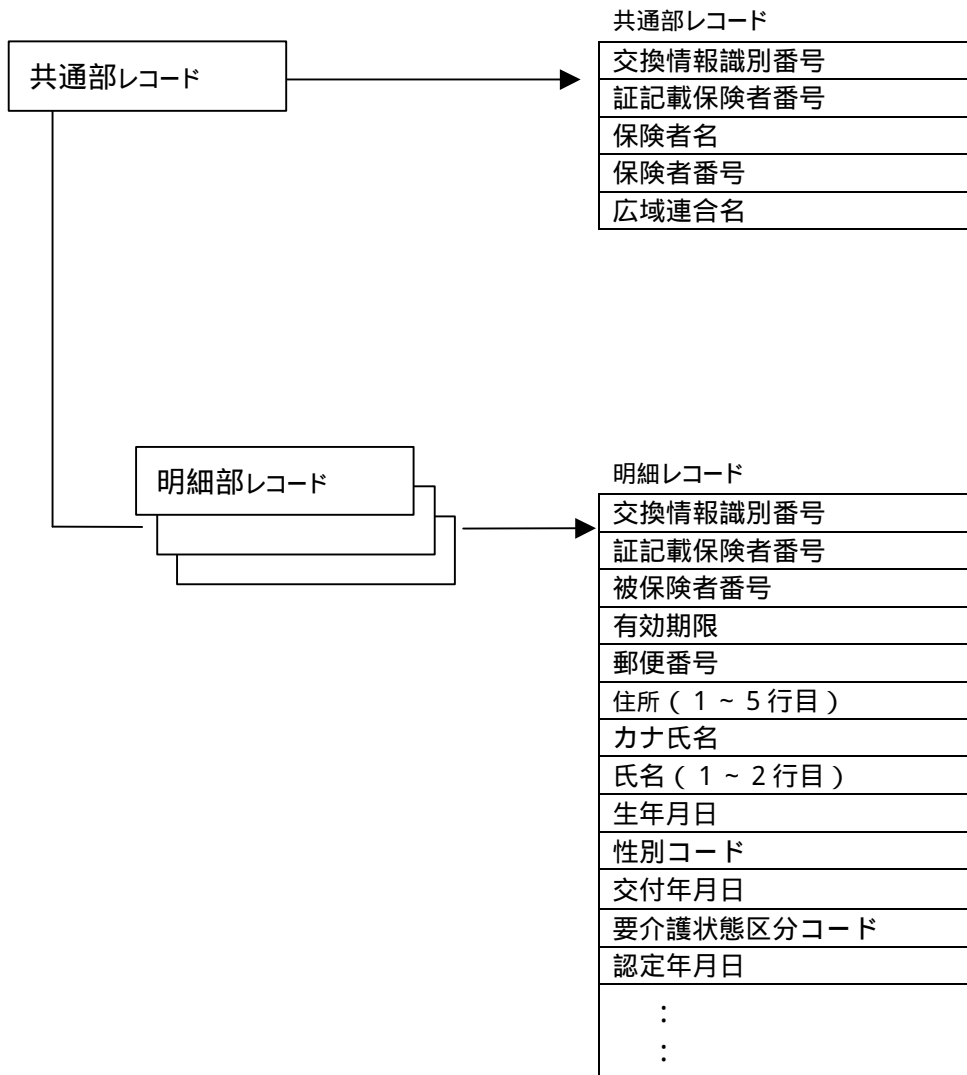 共通部レコード
共通部レコード
交換情報識別番号
証記載保険者番号
保険者名
保険者番号
広域連合名
明細部レコード
明細レコード
交換情報識別番号
証記載保険者番号
被保険者番号
有効期限
郵便番号
住所（１～５行目）
カナ氏名
氏名（１～２行目）
生年月日
性別コード
交付年月日
要介護状態区分コード
認定年月日
：
：